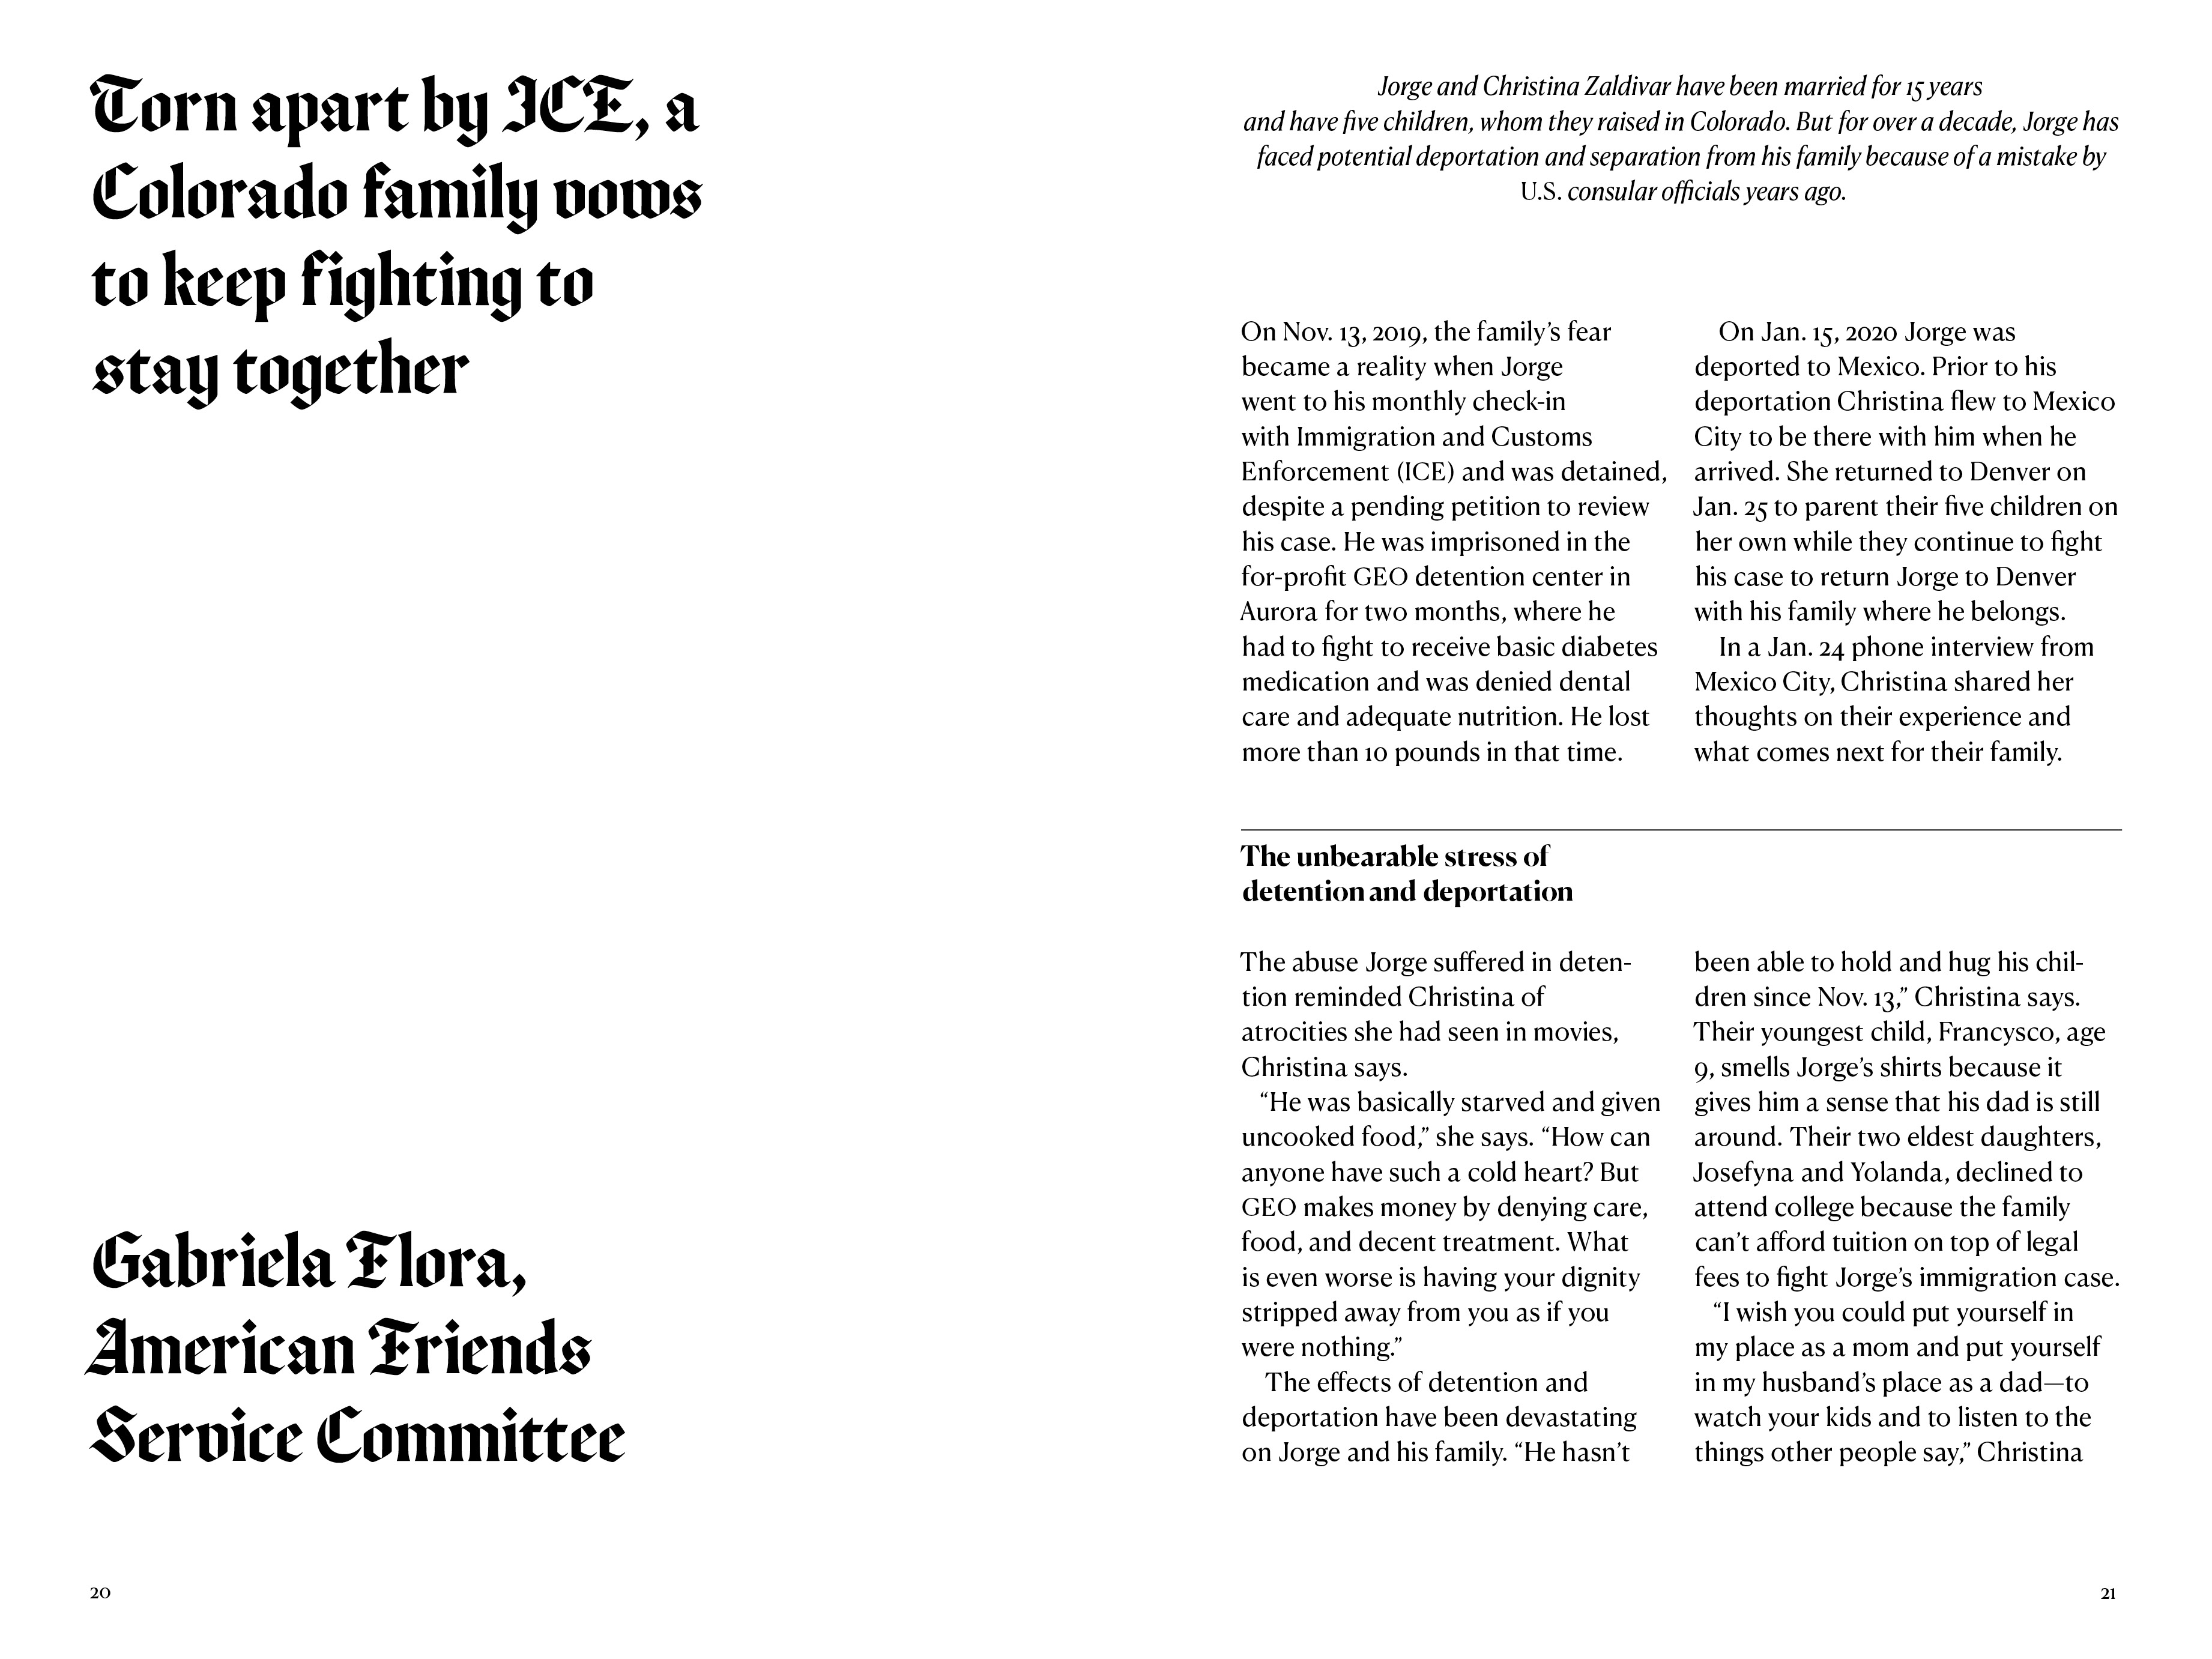 Torn apart by ICE, a
Colorado family vows
to keep fighting to
stay together
Gabriela Flora,
American Friends
Service Committee
20
Jorge and Christina Zaldivar have been married for 15 years
and have five children, whom they raised in Colorado. But for over a decade, Jorge has
faced potential deportation and separation from his family because of a mistake by
U.S. consular officials years ago.
On Nov. 13, 2019, the family’s fear
became a reality when Jorge
went to his monthly check-in
with Immigration and Customs
Enforcement (ICE) and was detained,
despite a pending petition to review
his case. He was imprisoned in the
for-profit GEO detention center in
Aurora for two months, where he
had to fight to receive basic diabetes
medication and was denied dental
care and adequate nutrition. He lost
more than 10 pounds in that time.
On Jan. 15, 2020 Jorge was
deported to Mexico. Prior to his
deportation Christina flew to Mexico
City to be there with him when he
arrived. She returned to Denver on
Jan. 25 to parent their five children on
her own while they continue to fight
his case to return Jorge to Denver
with his family where he belongs.
In a Jan. 24 phone interview from
Mexico City, Christina shared her
thoughts on their experience and
what comes next for their family.
The unbearable stress of
detention and deportation
The abuse Jorge suffered in deten-
tion reminded Christina of
atrocities she had seen in movies,
Christina says.
“He was basically starved and given
uncooked food,” she says. “How can
anyone have such a cold heart? But
GEO makes money by denying care,
food, and decent treatment. What
is even worse is having your dignity
stripped away from you as if you
were nothing.”
The effects of detention and
deportation have been devastating
on Jorge and his family. “He hasn’t
been able to hold and hug his chil-
dren since Nov. 13,” Christina says.
Their youngest child, Francysco, age
9, smells Jorge’s shirts because it
gives him a sense that his dad is still
around. Their two eldest daughters,
Josefyna and Yolanda, declined to
attend college because the family
can’t afford tuition on top of legal
fees to fight Jorge’s immigration case.
“I wish you could put yourself in
my place as a mom and put yourself
in my husband’s place as a dad—to
watch your kids and to listen to the
things other people say,” Christina
21